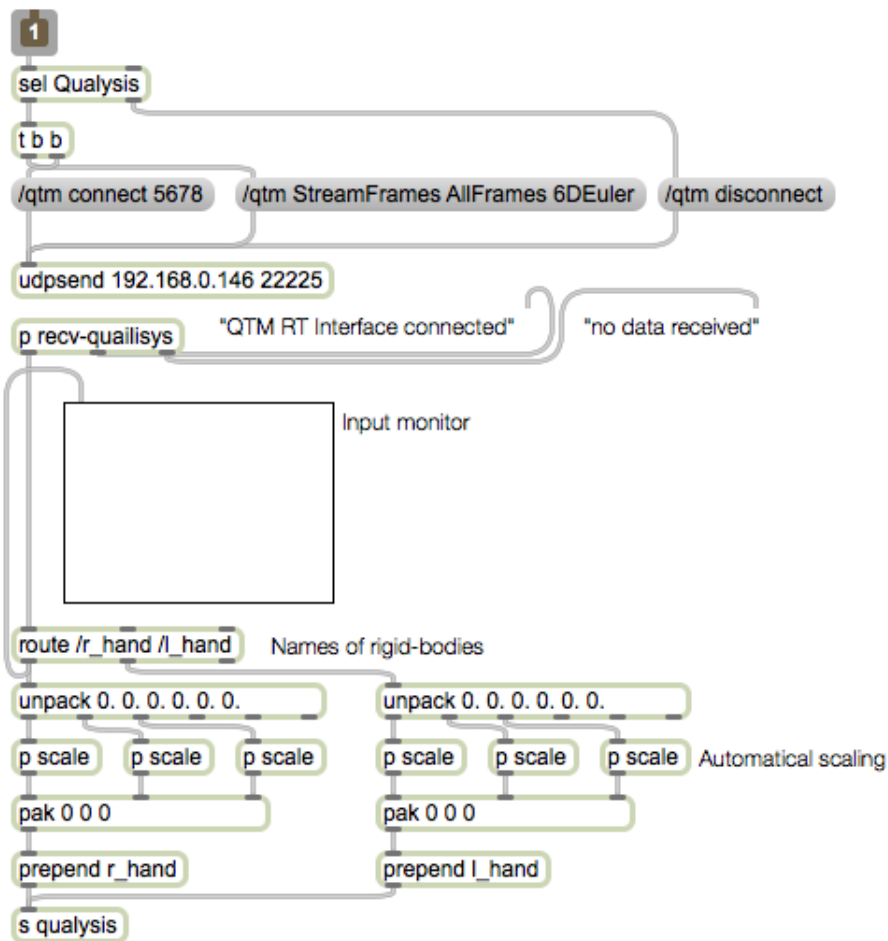 1
sel Qualysis
t b b
/qtm connect 5678
/qtm StreamFrames AllFrames 6DEuler
/qtm disconnect
udpsend 192.168.0.146 22225
p recv-quailisys
"QTM RT Interface connected"
"no data received"
Input monitor
route /r_hand /l_hand
Names of rigid-bodies
unpack 0. 0. 0. 0. 0. 0.
unpack 0. 0. 0. 0. 0. 0.
p scale
p scale
p scale
p scale
p scale
p scale
Automatical scaling
pak 0 0 0
pak 0 0 0
prepend r_hand
prepend l_hand
s qualysis